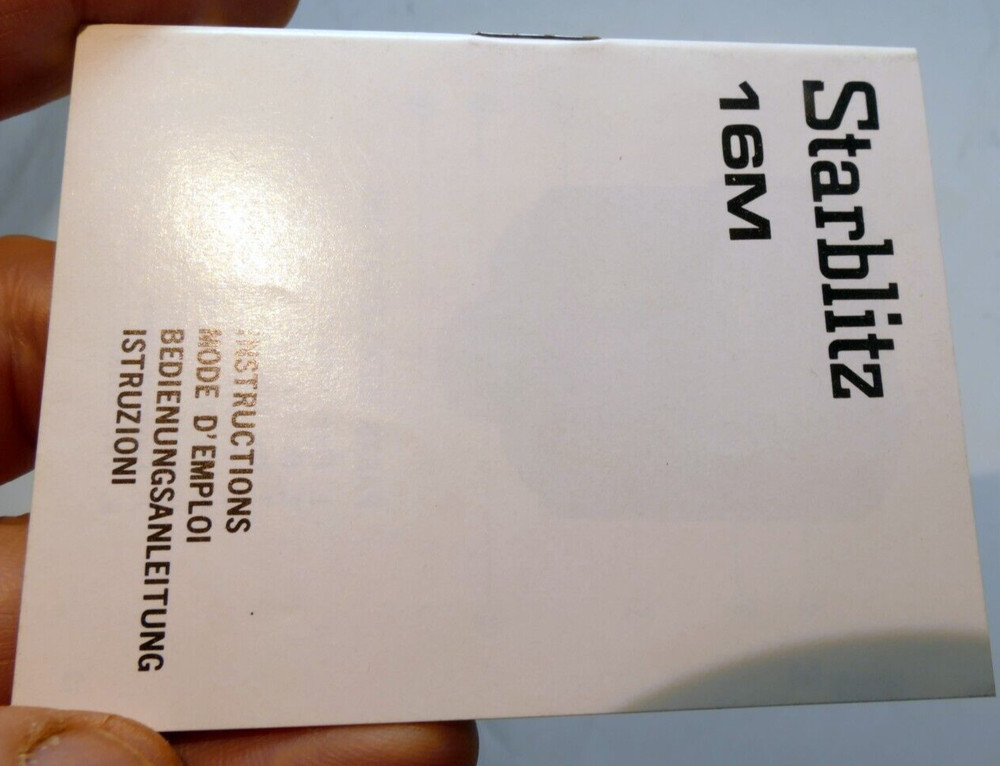 Starblitz
16M
INSTRUCTIONS
MODE D'EMPLOI
BEDIENUNGSANLEITUNG
ISTRUZIONI